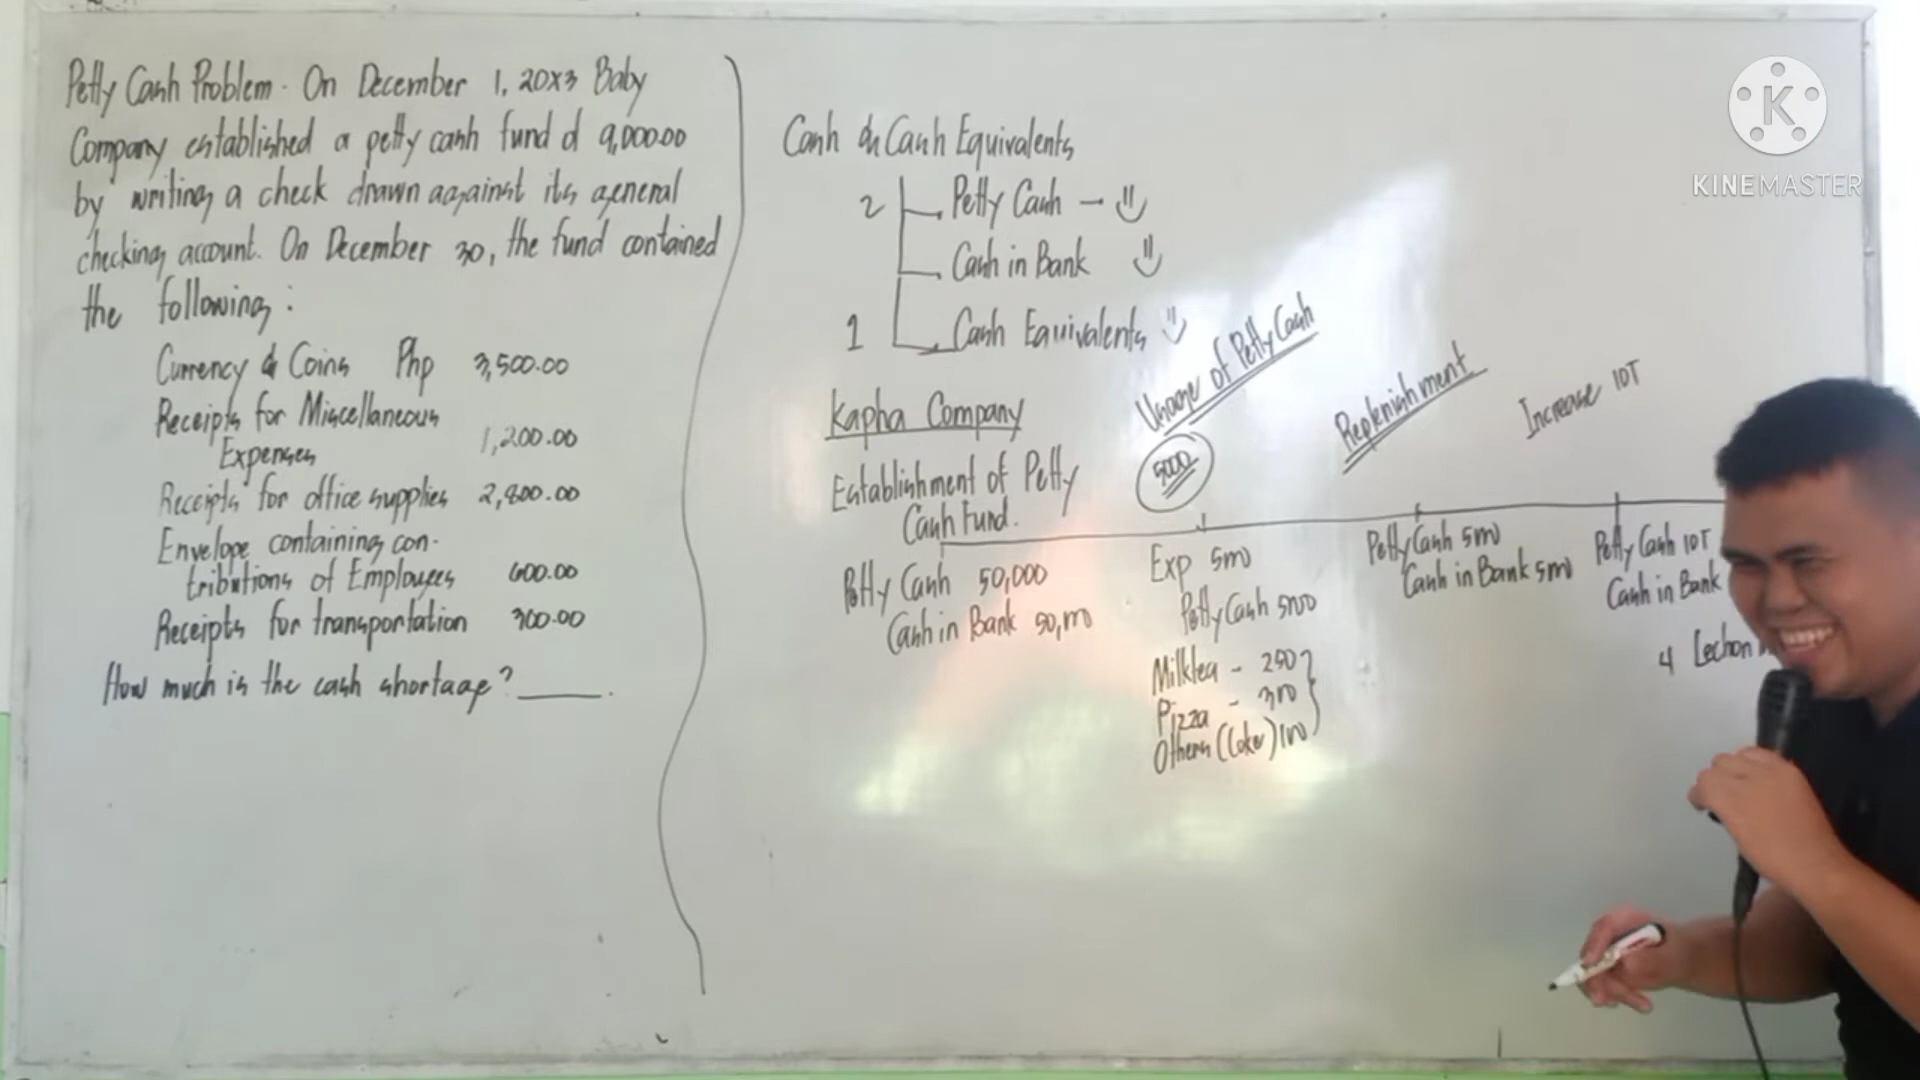 Petty Cash Problem. On December 1, 20x3 Baby
Company established a petty cash fund of 9,000.00
by writing a check drawn against its general
checking account. On December 30, the fund contained
the following:
Currency & Coins Php 3,500.00
Receipts for Miscellaneous
Expenses 1,200.00
Receipts for office supplies 2,800.00
Envelope containing con-
tributions of Employees 600.00
Receipts for transportation 300.00
How much is the cash shortage? ______.
Cash & Cash Equivalents
2 Petty Cash -
Cash in Bank
1 Cash Equivalents
Kapha Company
Establishment of Petty
Cash Fund.
Petty Cash 50,000
Cash in Bank 50,000
Usage of Petty Cash
5000
Exp 5000
Petty Cash 5000
Milktea - 250
Pizza - 300
Others (Coke) 100
Replenishment
Petty Cash 5000
Cash in Bank 5000
Increase 10T
Petty Cash 10T
Cash in Bank
4 Lechon
K
KINEMASTER